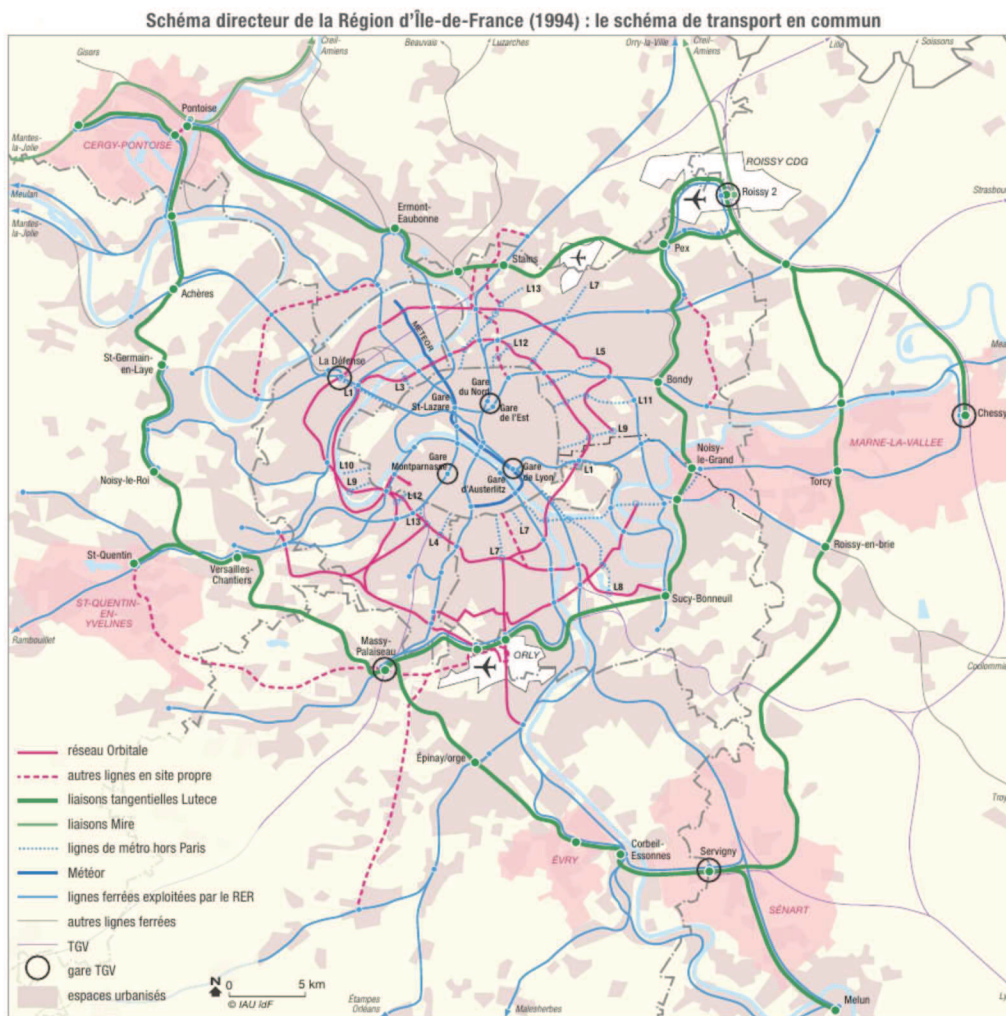 Schéma directeur de la Région d'Île-de-France (1994) : le schéma de transport en commun
Gisors
Creil-
Amiens
Beauvais
Luzarches
Orry-la-Ville
Creil-
Amiens
Lille
Soissons
Pontoise
Mantes-
la-Jolie
CERGY-PONTOISE
ROISSY CDG
Roissy 2
Meulan
Strasbou
Mantes-
la-Jolie
Ermont-
Eaubonne
Stains
Pex
Achères
L13
L7
METEOR
St-Germain-
en-Laye
La Défense
L12
L5
L1
L3
Gare
du Nord
Bondy
Gare
St-Lazare
Gare
de l'Est
L11
Mea
Chessy
L9
MARNE-LA-VALLEE
Noisy-le-Roi
L10
L9
Gare
Montparnasse
Gare
d'Austerlitz
Gare
de Lyon
L1
Noisy-
le-Grand
Torcy
L12
L13
L4
L7
L7
St-Quentin
Versailles-
Chantiers
Roissy-en-brie
L8
Sucy-Bonneuil
ST-QUENTIN-
EN-
YVELINES
Rambouillet
Massy-
Palaiseau
ORLY
Coulomm
Épinay/orge
réseau Orbitale
autres lignes en site propre
liaisons tangentielles Lutece
liaisons Mire
lignes de métro hors Paris
Météor
lignes ferrées exploitées par le RER
autres lignes ferrées
TGV
gare TGV
espaces urbanisés
Troy
ÉVRY
Corbeil-
Essonnes
Servigny
SÉNART
N
0 5 km
© IAU îdF
Étampes
Orléans
Malesherbes
Melun
Ly